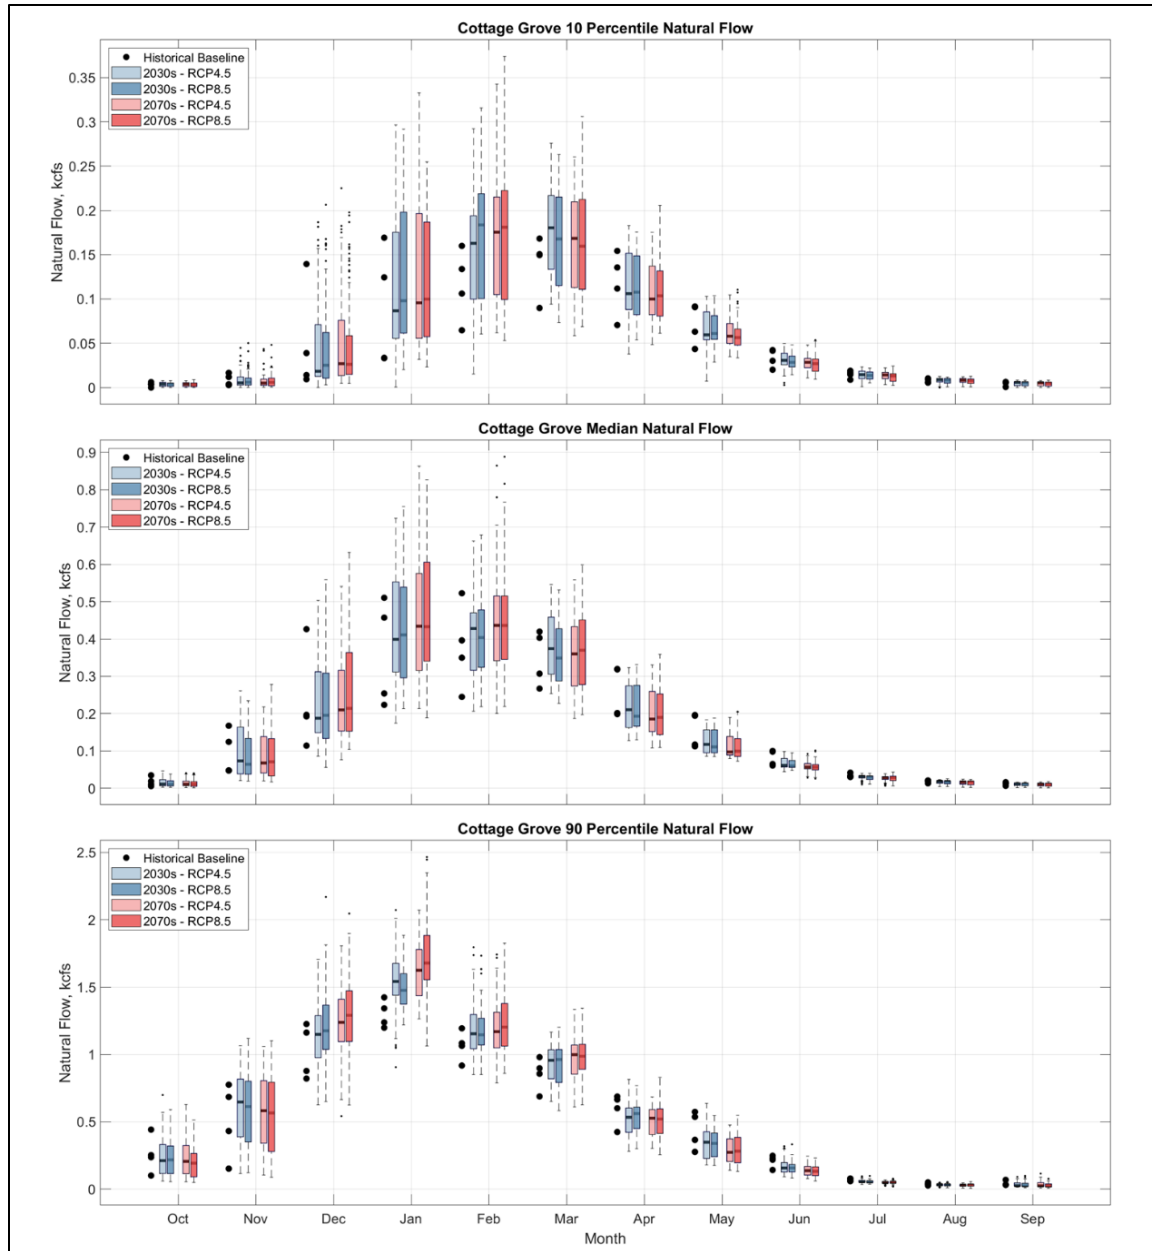 Cottage Grove 10 Percentile Natural Flow
Historical Baseline
2030s - RCP4.5
2030s - RCP8.5
2070s - RCP4.5
2070s - RCP8.5
Natural Flow, kcfs
0.35
0.3
0.25
0.2
0.15
0.1
0.05
0
Cottage Grove Median Natural Flow
Historical Baseline
2030s - RCP4.5
2030s - RCP8.5
2070s - RCP4.5
2070s - RCP8.5
Natural Flow, kcfs
0.9
0.8
0.7
0.6
0.5
0.4
0.3
0.2
0.1
0
Cottage Grove 90 Percentile Natural Flow
Historical Baseline
2030s - RCP4.5
2030s - RCP8.5
2070s - RCP4.5
2070s - RCP8.5
Natural Flow, kcfs
2.5
2
1.5
1
0.5
0
Oct Nov Dec Jan Feb Mar Apr May Jun Jul Aug Sep
Month